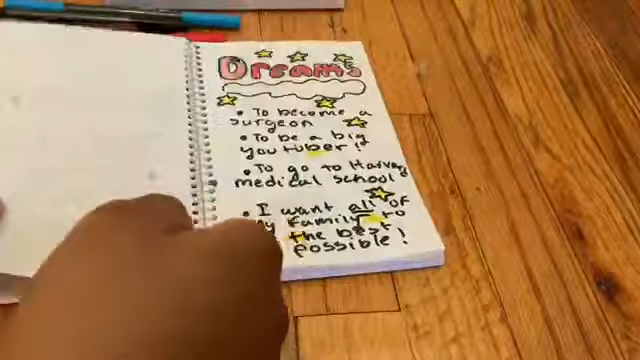 Dreams
• To become a
surgeon
• To be a big
youtuber!
• To go to Harvard
medical school
• I want all of
my family to
the best
possible!